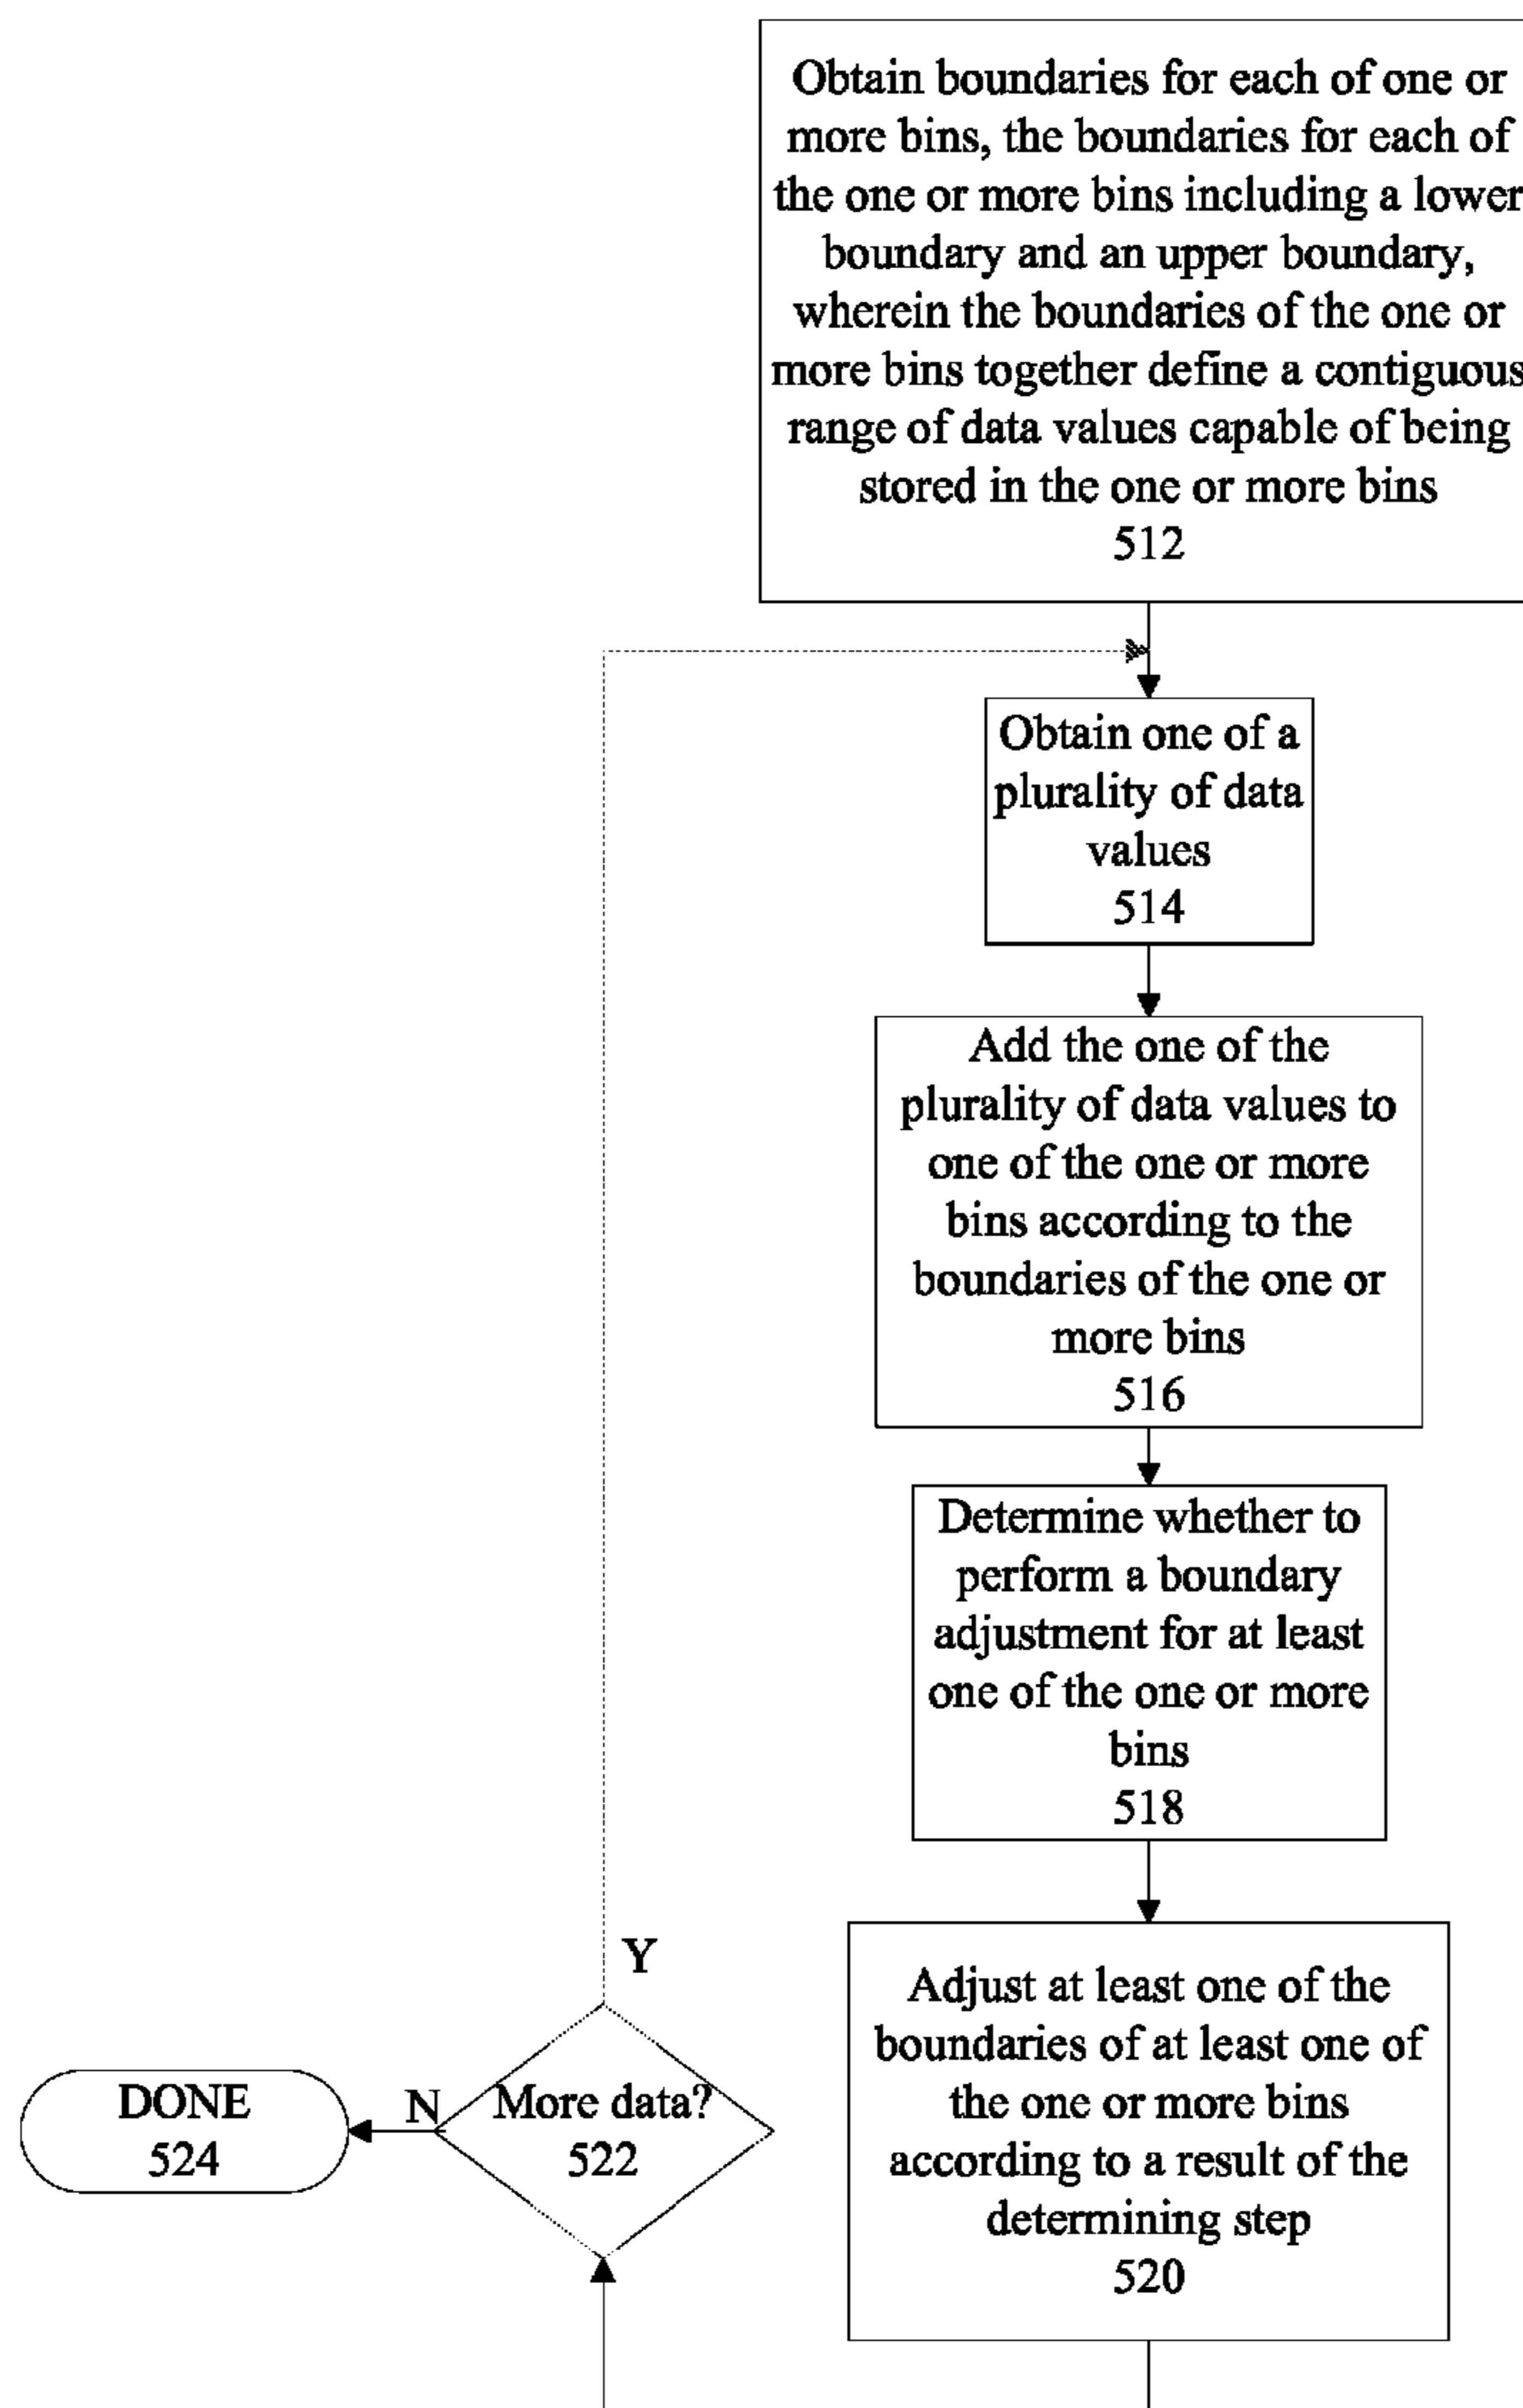 Obtain boundaries for each of one or
more bins, the boundaries for each of
the one or more bins including a lower
boundary and an upper boundary,
wherein the boundaries of the one or
more bins together define a contiguous
range of data values capable of being
stored in the one or more bins
512
Obtain one of a
plurality of data
values
514
Add the one of the
plurality of data values to
one of the one or more
bins according to the
boundaries of the one or
more bins
516
Determine whether to
perform a boundary
adjustment for at least
one of the one or more
bins
518
Adjust at least one of the
boundaries of at least one of
the one or more bins
according to a result of the
determining step
520
Y
More data?
522
N
DONE
524